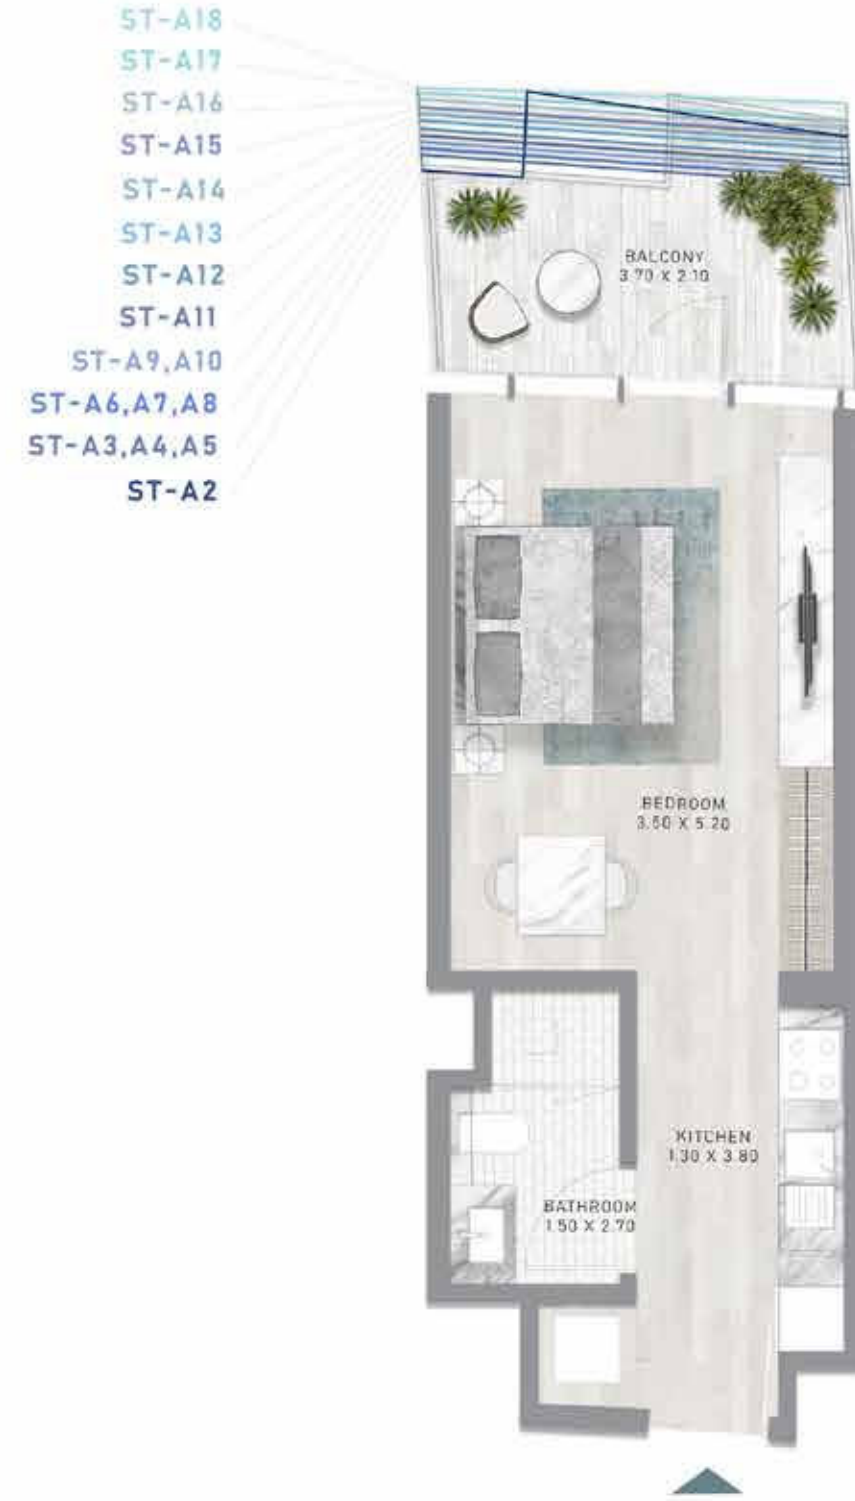 ST-A18
ST-A17
ST-A16
ST-A15
ST-A14
ST-A13
ST-A12
ST-A11
ST-A9,A10
ST-A6,A7,A8
ST-A3,A4,A5
ST-A2
BALCONY
3.70 X 2.10
BEDROOM
3.60 X 5.20
KITCHEN
1.30 X 3.80
BATHROOM
1.50 X 2.70